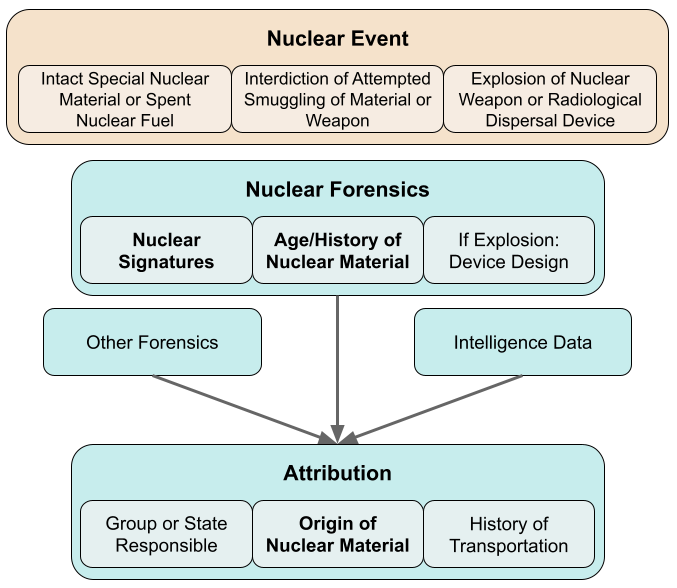 Nuclear Event
Intact Special Nuclear
Material or Spent
Nuclear Fuel
Interdiction of Attempted
Smuggling of Material or
Weapon
Explosion of Nuclear
Weapon or Radiological
Dispersal Device
Nuclear Forensics
Nuclear
Signatures
Age/History of
Nuclear Material
If Explosion:
Device Design
Other Forensics
Intelligence Data
Attribution
Group or State
Responsible
Origin of
Nuclear Material
History of
Transportation